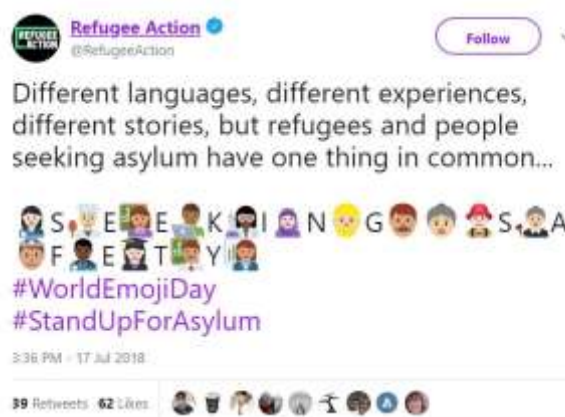 REFUGEE ACTION
Refugee Action
@RefugeeAction
Follow
Different languages, different experiences,
different stories, but refugees and people
seeking asylum have one thing in common...
👩🏻‍⚕️S👨🏼‍🍳E👩🏽‍🏫E👨🏾‍💻K👩🏿‍⚖️I🧕🏼N👱🏼G👨🏽👵🏽👩🏼‍🚒S👩🏻‍🎤A
👷🏼F👨🏿‍⚕️E👩🏻‍🎓T👩🏽‍🏫Y👩🏽‍🔬
#WorldEmojiDay
#StandUpForAsylum
3:36 PM - 17 Jul 2018
39 Retweets 62 Likes